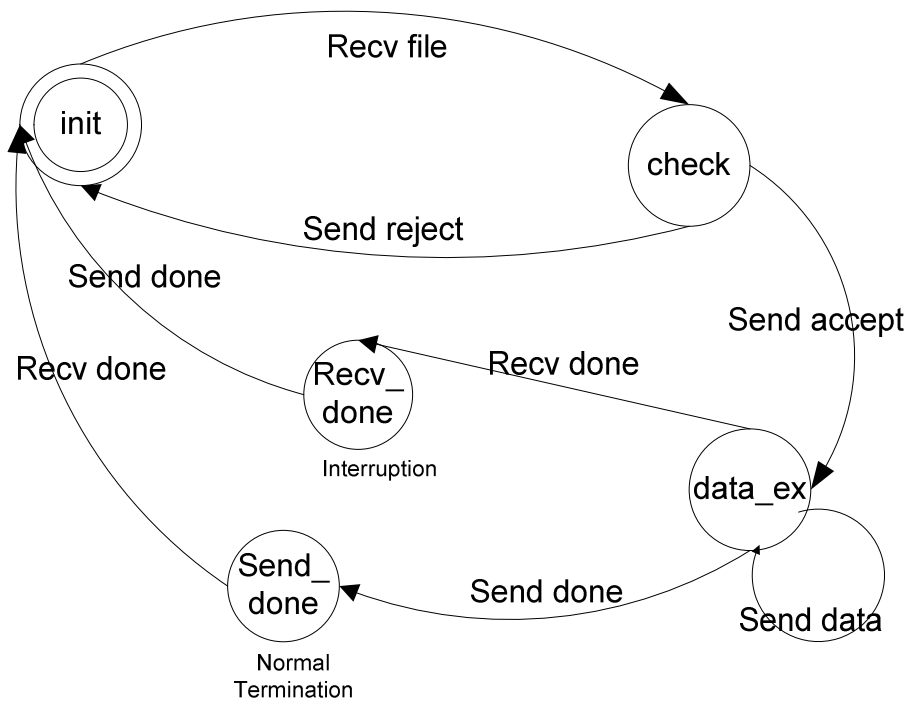 Recv file
init
check
Send reject
Send done
Send accept
Recv done
Recv done
Recv_
done
Interruption
data_ex
Send_
done
Send done
Send data
Normal
Termination